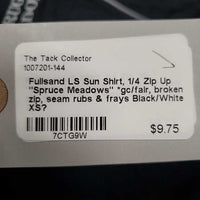 The Tack Collector
1007201-144
Fullsand LS Sun Shirt, 1/4 Zip Up
"Spruce Meadows" *gc/fair, broken
zip, seam rubs & frays Black/White
XS?
7CTG9W
$9.75